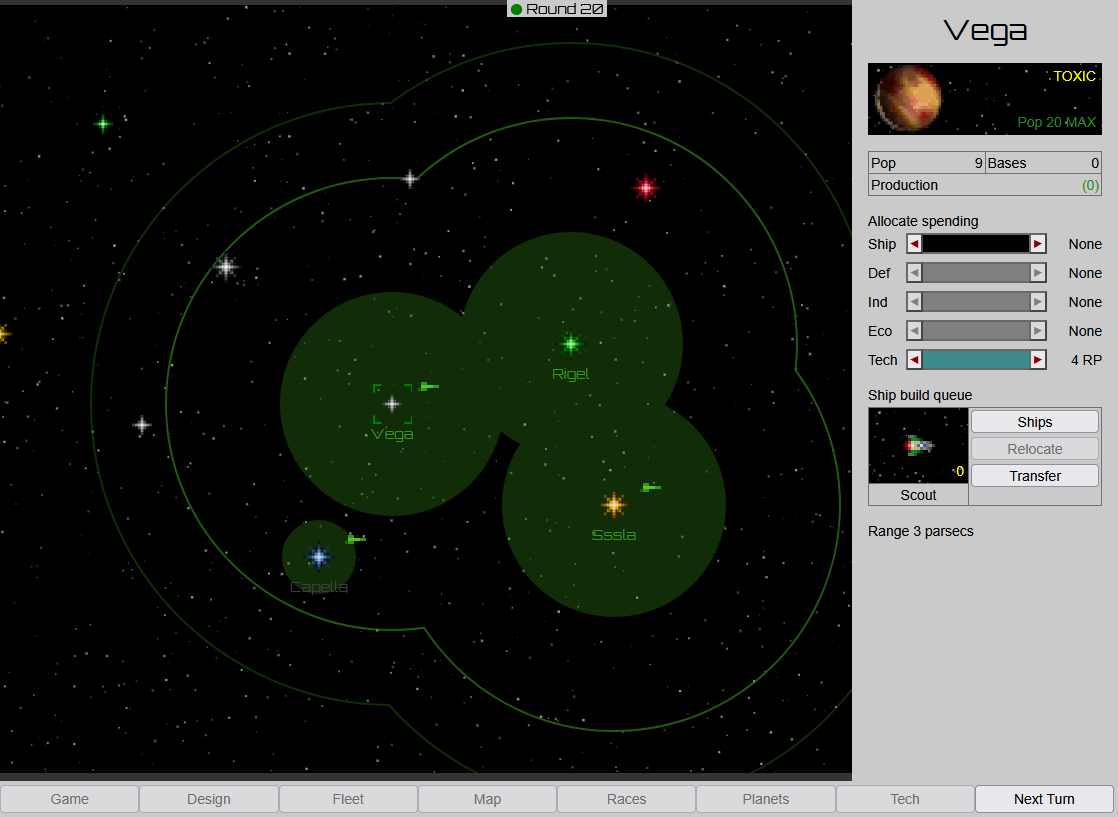 Round 20
Rigel
Vega
Sssla
Capella
Vega
TOXIC
Pop 20 MAX
Pop 9 Bases 0
Production (0)
Allocate spending
Ship None
Def None
Ind None
Eco None
Tech 4 RP
Ship build queue
0
Scout
Ships
Relocate
Transfer
Range 3 parsecs
Game Design Fleet Map Races Planets Tech Next Turn